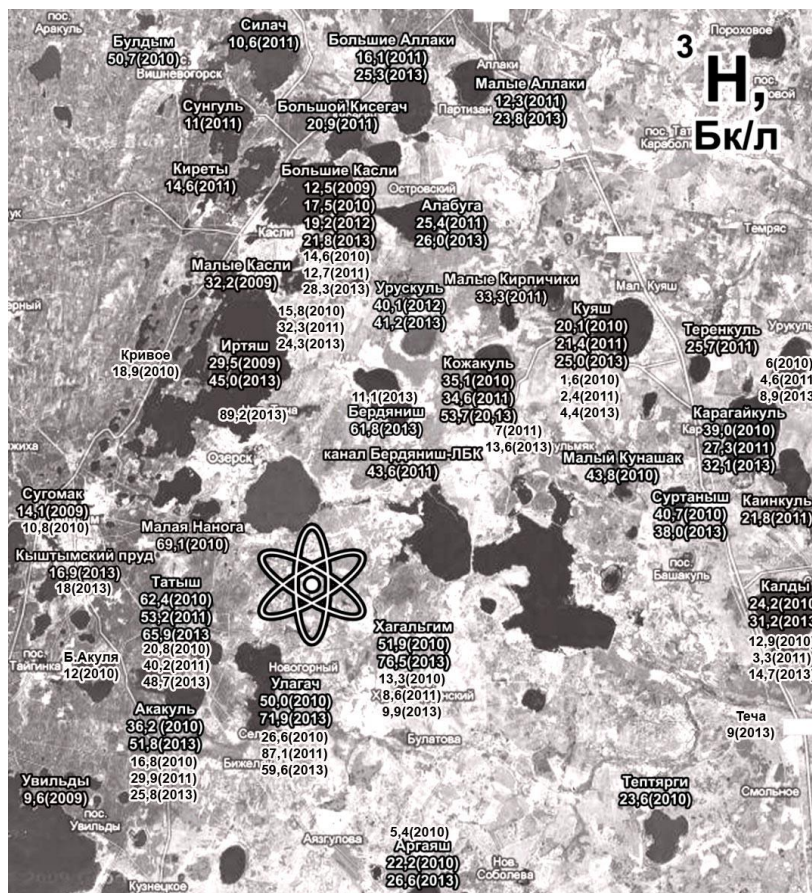 пос.
Аракуль
Силач
10,6(2011)
Булдым
50,7(2010)
Вишневогорск
Большие Аллаки
16,1(2011)
25,3(2013)
Аллаки
Малые Аллаки
12,3(2011)
23,8(2013)
Партизан
Пороховое
3
H,
Бк/л
пос.
пос. Тат
Караболк
Сунгуль
11(2011)
Большой Кисегач
20,9(2011)
Киреты
14,6(2011)
Большие Касли
12,5(2009)
17,5(2010)
19,2(2012)
21,8(2013)
14,6(2010)
12,7(2011)
28,3(2013)
Островский
Алабуга
25,4(2011)
26,0(2013)
Касли
Темряс
Малые Касли
32,2(2009)
Урускуль
40,1(2012)
41,2(2013)
Малые Кирпичики
33,3(2011)
Мал. Куяш
Куяш
20,1(2010)
21,4(2011)
25,0(2013)
1,6(2010)
2,4(2011)
4,4(2013)
Теренкуль
25,7(2011)
Урукуль
6(2010)
4,6(2011
8,9(2013
15,8(2010)
32,3(2011)
24,3(2013)
Кривое
18,9(2010)
Иртяш
29,5(2009)
45,0(2013)
89,2(2013)
Кожакуль
35,1(2010)
34,6(2011)
53,7(20,13)
7(2011)
13,6(2013)
11,1(2013)
Бердяниш
61,8(2013)
Карагайкуль
39,0(2010)
27,3(2011)
32,1(2013)
Озерск
канал Бердяниш-ЛБК
43,6(2011)
Малый Кунашак
43,8(2010)
Сугомак
14,1(2009)
10,8(2010)
Малая Нанога
69,1(2010)
Суртаныш
40,7(2010)
38,0(2013)
Каинкуль
21,8(2011)
Кыштымский пруд
16,9(2013)
18(2013)
Татыш
62,4(2010)
53,2(2011)
65,9(2013
20,8(2010)
40,2(2011)
48,7(2013)
пос.
Башакуль
Калды
24,2(2010
31,2(2013
12,9(2010)
3,3(2011)
14,7(2013
пос.
Тайгинка
Б.Акуля
12(2010)
Хагальгим
51,9(2010)
76,5(2013)
13,3(2010)
8,6(2011)
9,9(2013)
Новогорный
Улагач
50,0(2010)
71,9(2013)
26,6(2010)
87,1(2011)
59,6(2013)
Акакуль
36,2(2010)
51,8(2013)
16,8(2010)
29,9(2011)
25,8(2013)
Булатова
Теча
9(2013)
Увильды
9,6(2009)
пос.
Увильды
Тептярги
23,6(2010)
Смольное
Аязгулова
5,4(2010)
Аргаяш
22,2(2010)
26,6(2013)
Нов.
Соболева
Кузнецкое